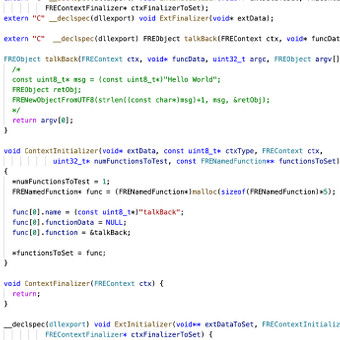 FREContextFinalizer* ctxFinalizerToSet);
extern "C" __declspec(dllexport) void ExtFinalizer(void* extData);
extern "C" __declspec(dllexport) FREObject talkBack(FREContext ctx, void* funcDat
FREObject talkBack(FREContext ctx, void* funcData, uint32_t argc, FREObject argv[]
/*
const uint8_t* msg = (const uint8_t*)"Hello World";
FREObject retObj;
FRENewObjectFromUTF8(strlen((const char*)msg)+1, msg, &retObj);
*/
return argv[0];
}
void ContextInitializer(void* extData, const uint8_t* ctxType, FREContext ctx,
uint32_t* numFunctionsToTest, const FRENamedFunction** functionsToSet)
{
*numFunctionsToTest = 1;
FRENamedFunction* func = (FRENamedFunction*)malloc(sizeof(FRENamedFunction)*5);
func[0].name = (const uint8_t*)"talkBack";
func[0].functionData = NULL;
func[0].function = &talkBack;
*functionsToSet = func;
}
void ContextFinalizer(FREContext ctx) {
return;
}
__declspec(dllexport) void ExtInitializer(void** extDataToSet, FREContextInitializ
FREContextFinalizer* ctxFinalizerToSet) {